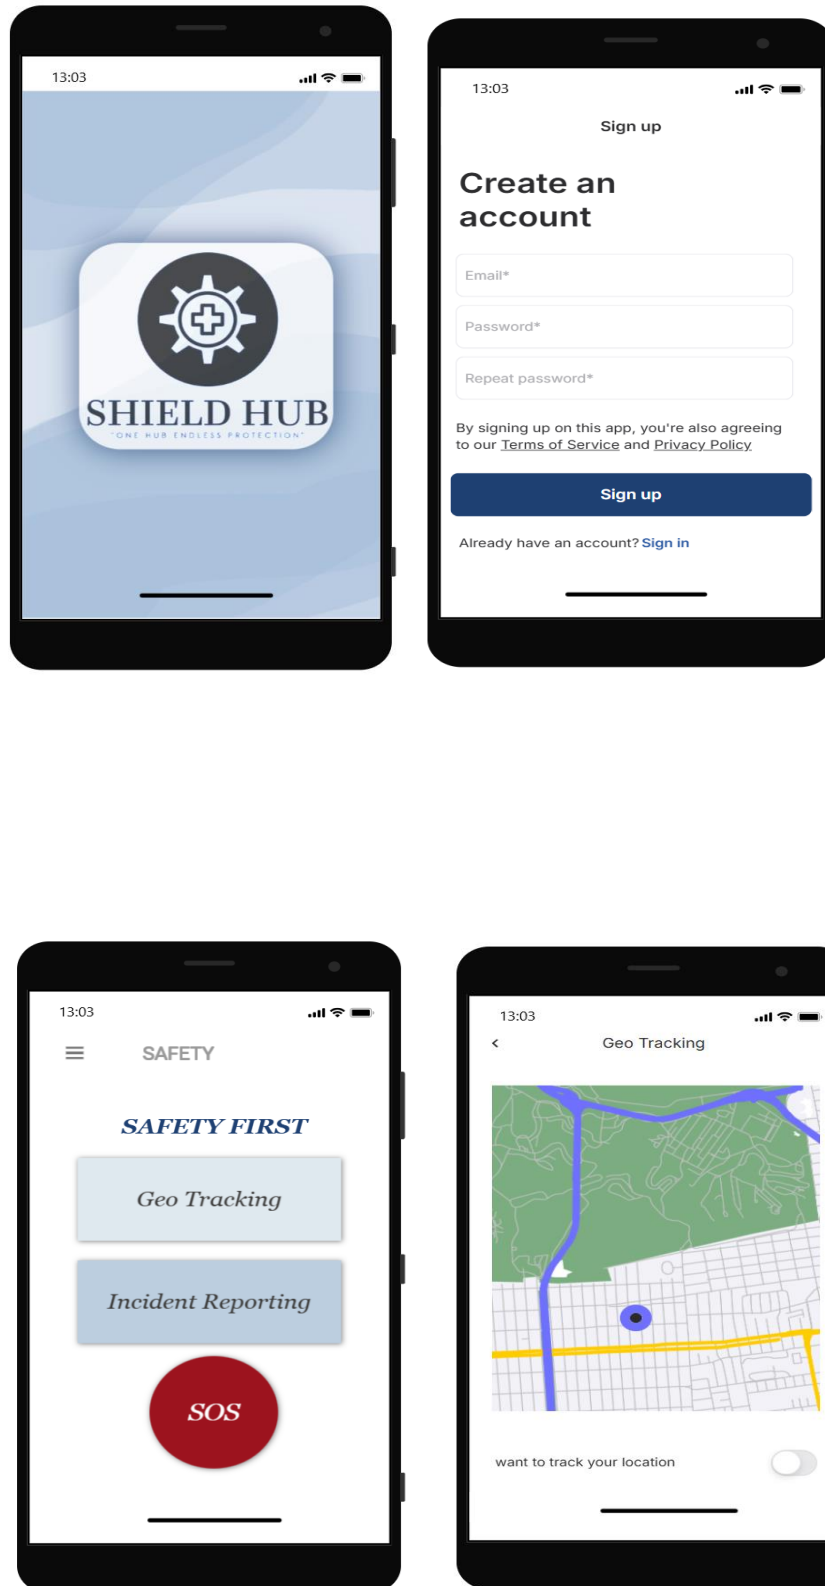 13:03
SHIELD HUB
"ONE HUB ENDLESS PROTECTION"
13:03
Sign up
Create an
account
Email*
Password*
Repeat password*
By signing up on this app, you're also agreeing
to our Terms of Service and Privacy Policy
Sign up
Already have an account? Sign in
13:03
SAFETY
SAFETY FIRST
Geo Tracking
Incident Reporting
SOS
13:03
Geo Tracking
want to track your location